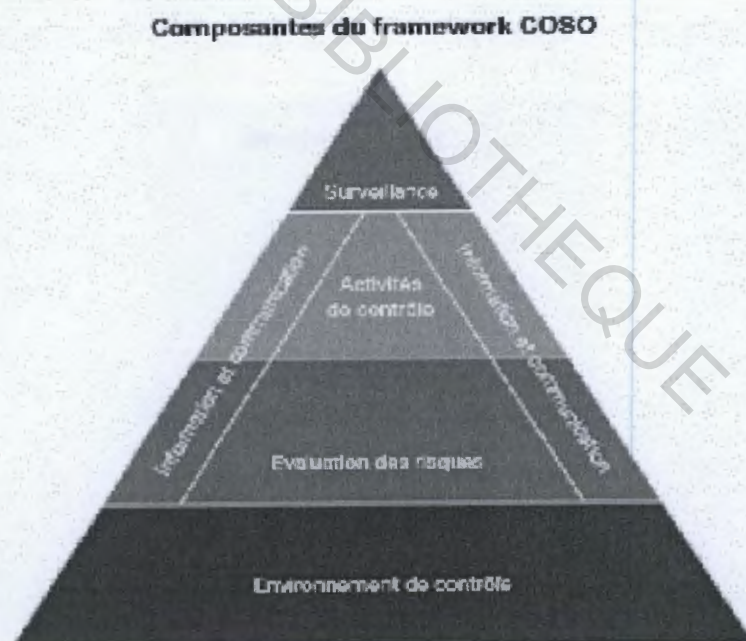 Composantes du framework COSO
BIBLIOTHEQUE
Surveillance
Information et communication
Activités
de contrôle
Information et communication
Evaluation des risques
Environnement de contrôle